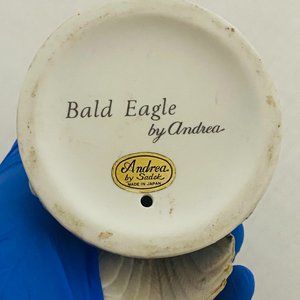 Bald Eagle
by Andrea
Andrea
by Sadek
MADE IN JAPAN